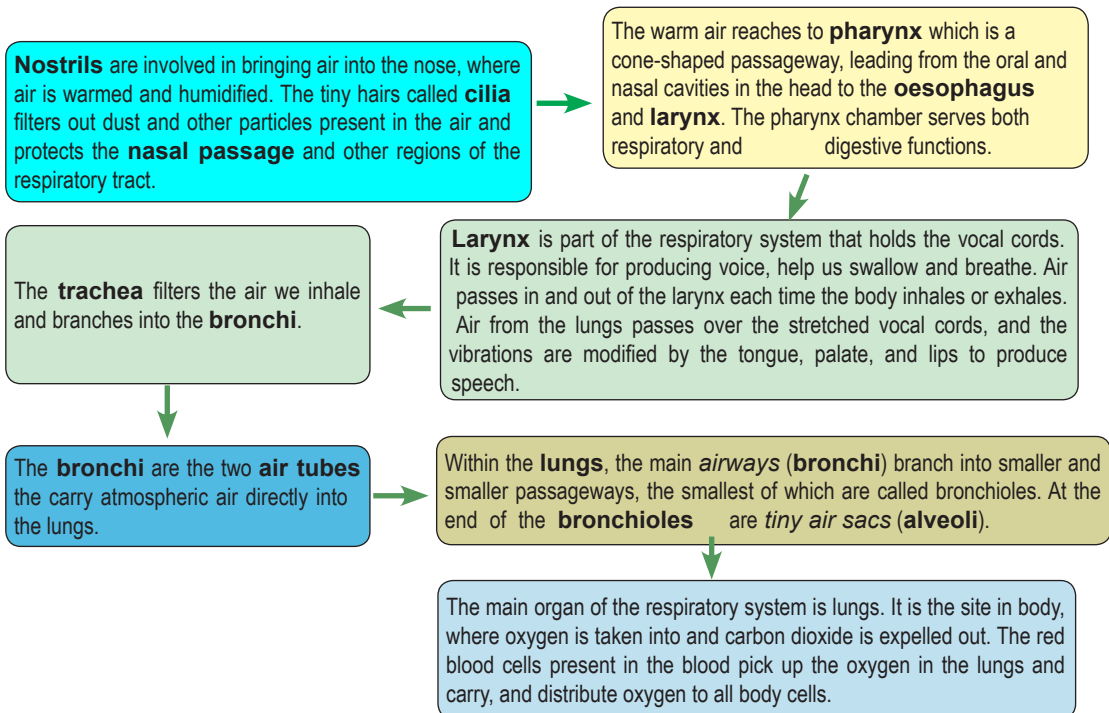 Nostrils are involved in bringing air into the nose, where
air is warmed and humidified. The tiny hairs called cilia
filters out dust and other particles present in the air and
protects the nasal passage and other regions of the
respiratory tract.
The warm air reaches to pharynx which is a
cone-shaped passageway, leading from the oral and
nasal cavities in the head to the oesophagus
and larynx. The pharynx chamber serves both
respiratory and digestive functions.
Larynx is part of the respiratory system that holds the vocal cords.
It is responsible for producing voice, help us swallow and breathe. Air
passes in and out of the larynx each time the body inhales or exhales.
Air from the lungs passes over the stretched vocal cords, and the
vibrations are modified by the tongue, palate, and lips to produce
speech.
The trachea filters the air we inhale
and branches into the bronchi.
The bronchi are the two air tubes
the carry atmospheric air directly into
the lungs.
Within the lungs, the main airways (bronchi) branch into smaller and
smaller passageways, the smallest of which are called bronchioles. At the
end of the bronchioles are tiny air sacs (alveoli).
The main organ of the respiratory system is lungs. It is the site in body,
where oxygen is taken into and carbon dioxide is expelled out. The red
blood cells present in the blood pick up the oxygen in the lungs and
carry, and distribute oxygen to all body cells.